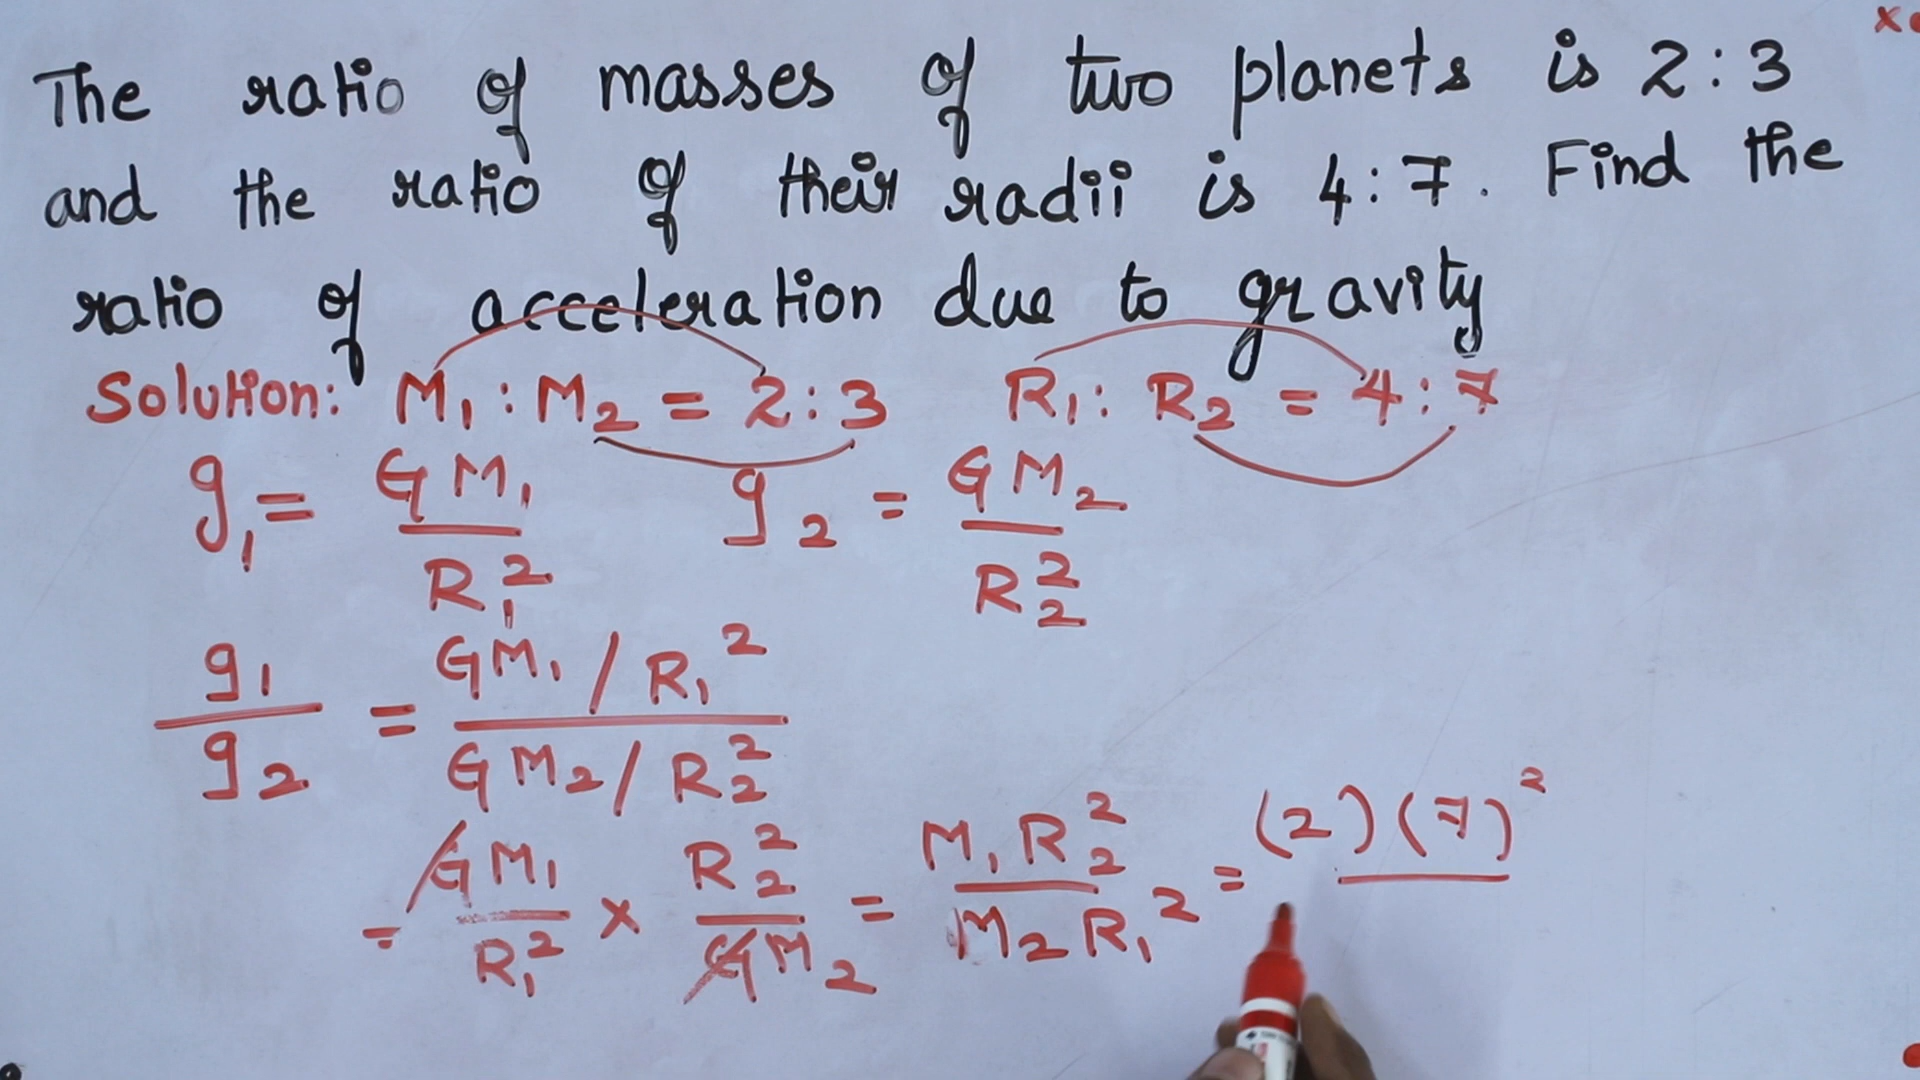 The ratio of masses of two planets is 2:3
and the ratio of their radii is 4:7. Find the
ratio of acceleration due to gravity
Solution: M₁ : M₂ = 2:3 R₁ : R₂ = 4:7
g₁ = GM₁ / R₁² g₂ = GM₂ / R₂²
g₁ / g₂ = GM₁ / R₁² / GM₂ / R₂²
= GM₁ / R₁² × R₂² / GM₂ = M₁R₂² / M₂R₁² = (2)(7)²